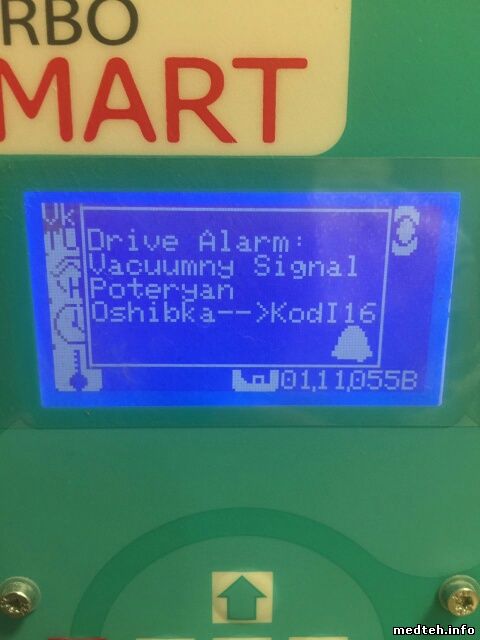 RBO
MART
Drive Alarm:
Vacuumny Signal
Poteryan
Oshibka-->KodI16
01,11,055B
medteh.info